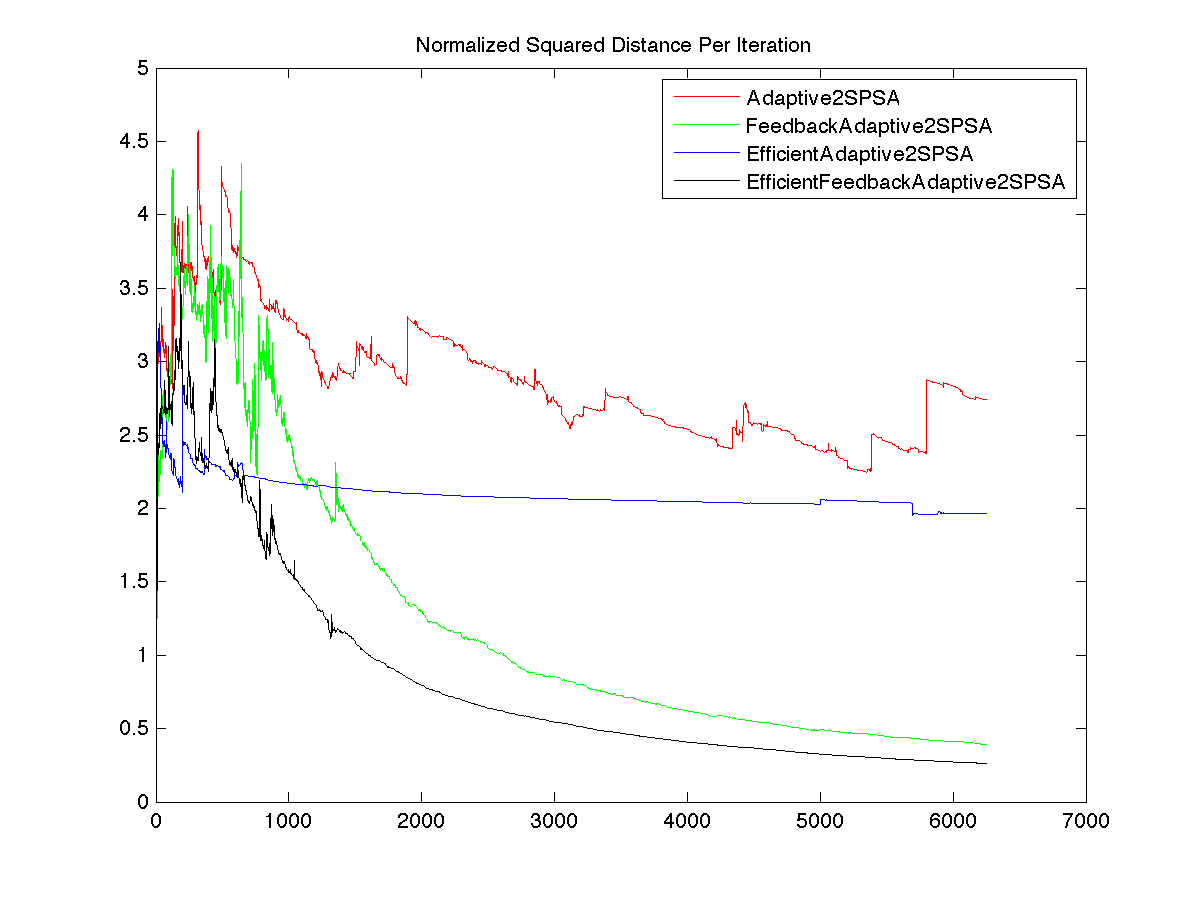 Normalized Squared Distance Per Iteration
5
4.5
4
3.5
3
2.5
2
1.5
1
0.5
0
Adaptive2SPSA
FeedbackAdaptive2SPSA
EfficientAdaptive2SPSA
EfficientFeedbackAdaptive2SPSA
0 1000 2000 3000 4000 5000 6000 7000